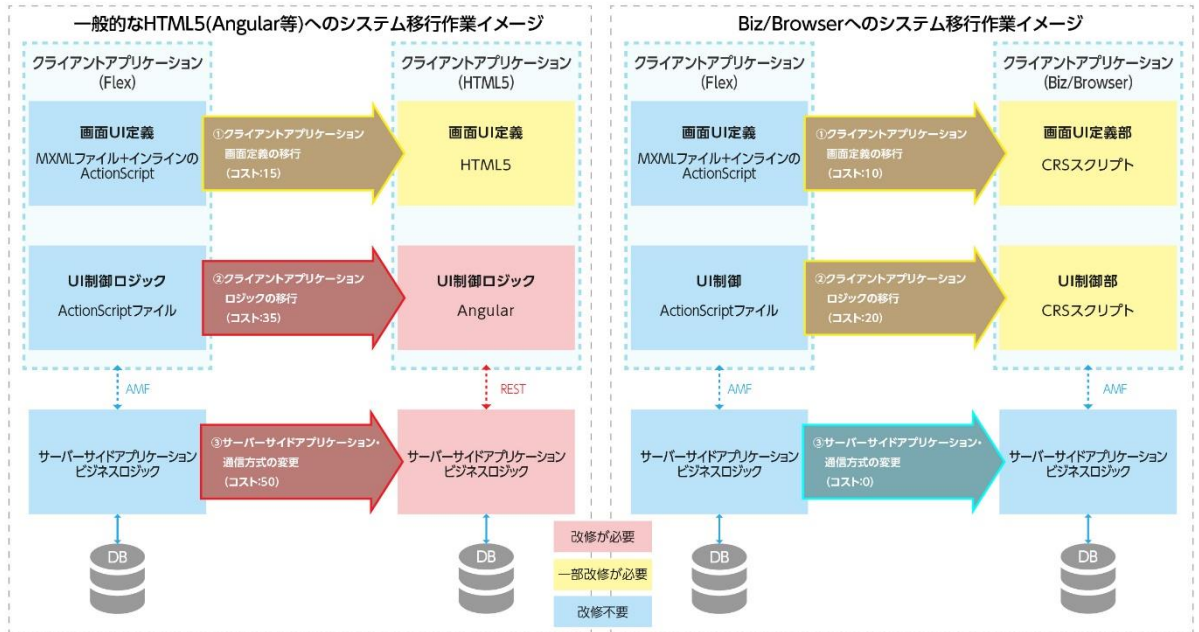 一般的なHTML5(Angular等)へのシステム移行作業イメージ
クライアントアプリケーション
(Flex)
クライアントアプリケーション
(HTML5)
画面UI定義
MXMLファイル+インラインの
ActionScript
①クライアントアプリケーション
画面定義の移行
(コスト:15)
画面UI定義
HTML5
UI制御ロジック
ActionScriptファイル
②クライアントアプリケーション
ロジックの移行
(コスト:35)
UI制御ロジック
Angular
AMF
REST
サーバーサイドアプリケーション
ビジネスロジック
③サーバーサイドアプリケーション・
通信方式の変更
(コスト:50)
サーバーサイドアプリケーション
ビジネスロジック
DB
DB
改修が必要
一部改修が必要
改修不要
Biz/Browserへのシステム移行作業イメージ
クライアントアプリケーション
(Flex)
クライアントアプリケーション
(Biz/Browser)
画面UI定義
MXMLファイル+インラインの
ActionScript
①クライアントアプリケーション
画面定義の移行
(コスト:10)
画面UI定義部
CRSスクリプト
UI制御
ActionScriptファイル
②クライアントアプリケーション
ロジックの移行
(コスト:20)
UI制御部
CRSスクリプト
AMF
AMF
サーバーサイドアプリケーション
ビジネスロジック
③サーバーサイドアプリケーション・
通信方式の変更
(コスト:0)
サーバーサイドアプリケーション
ビジネスロジック
DB
DB